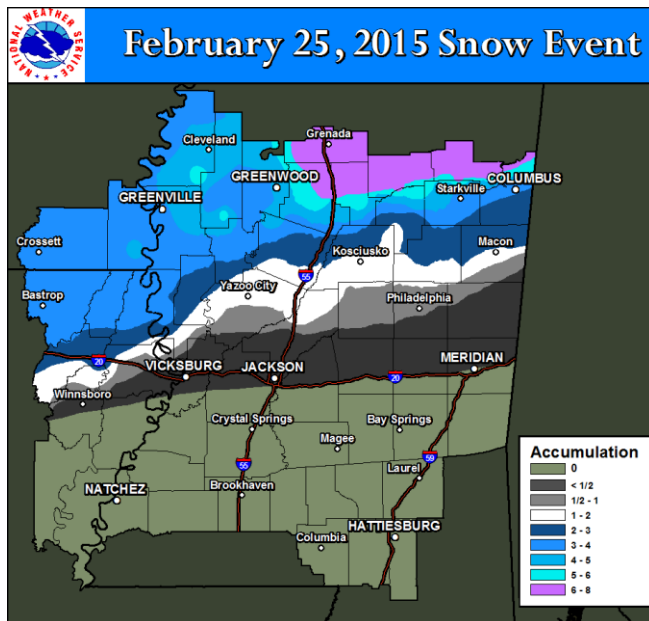 NATIONAL WEATHER SERVICE
February 25, 2015 Snow Event
Cleveland
Grenada
GREENWOOD
COLUMBUS
Starkville
GREENVILLE
Crossett
Kosciusko
Macon
55
Yazoo City
Bastrop
Philadelphia
20
VICKSBURG
JACKSON
MERIDIAN
20
Winnsboro
Crystal Springs
Bay Springs
Magee
59
55
Laurel
Brookhaven
NATCHEZ
HATTIESBURG
Columbia
Accumulation
0
< 1/2
1/2 - 1
1 - 2
2 - 3
3 - 4
4 - 5
5 - 6
6 - 8